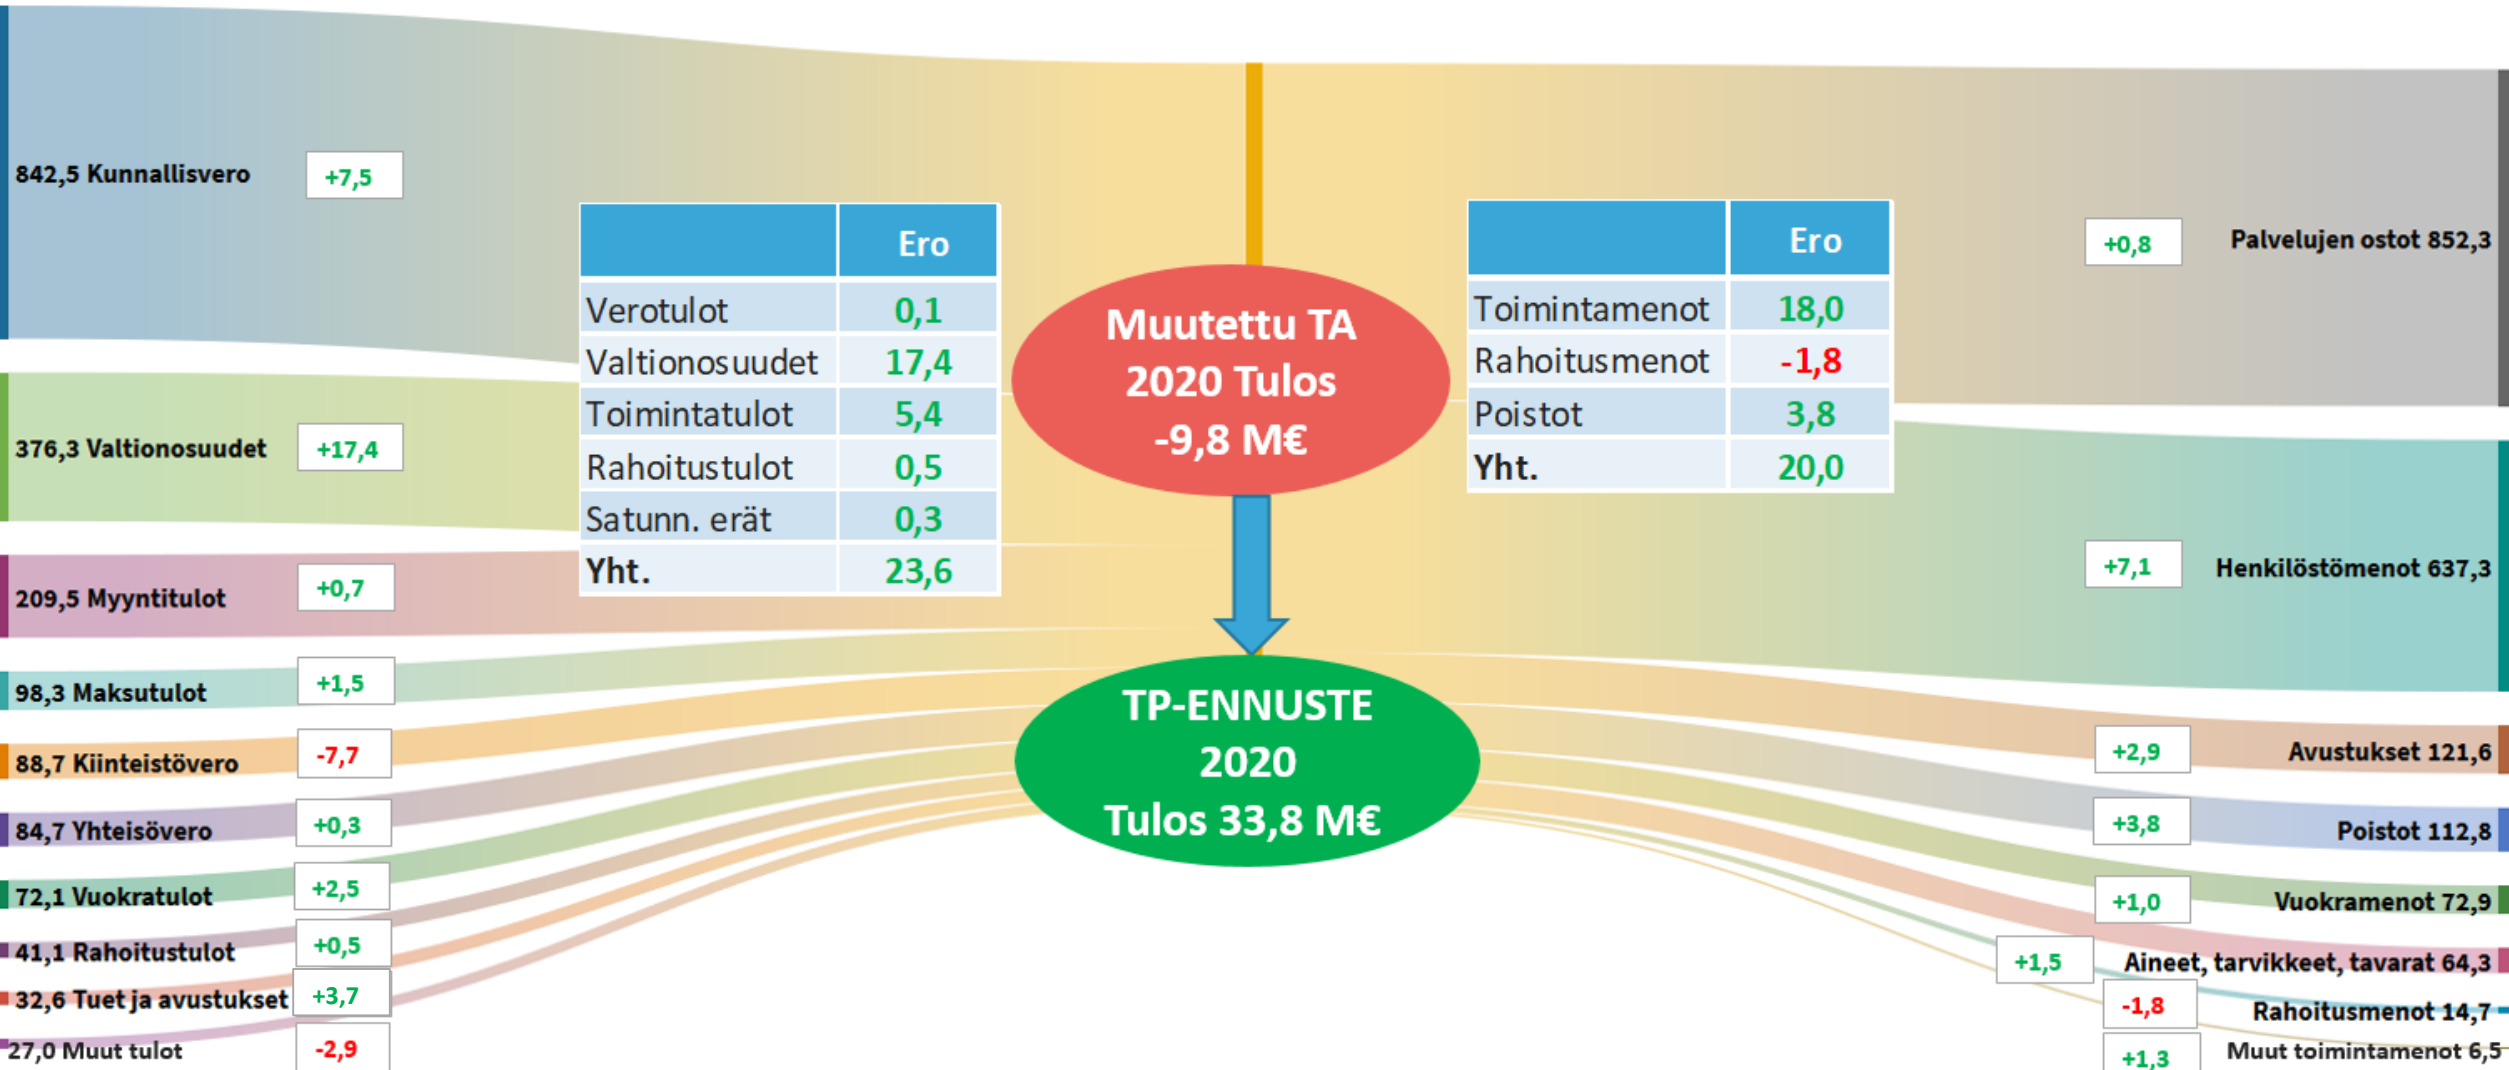 842,5 Kunnallisvero +7,5
376,3 Valtionosuudet +17,4
209,5 Myyntitulot +0,7
98,3 Maksutulot +1,5
88,7 Kiinteistövero -7,7
84,7 Yhteisövero +0,3
72,1 Vuokratulot +2,5
41,1 Rahoitustulot +0,5
32,6 Tuet ja avustukset +3,7
27,0 Muut tulot -2,9
Ero
Verotulot 0,1
Valtionosuudet 17,4
Toimintatulot 5,4
Rahoitustulot 0,5
Satunn. erät 0,3
Yht. 23,6
Muutettu TA
2020 Tulos
-9,8 M€
TP-ENNUSTE
2020
Tulos 33,8 M€
Ero
Toimintamenot 18,0
Rahoitusmenot -1,8
Poistot 3,8
Yht. 20,0
+0,8 Palvelujen ostot 852,3
+7,1 Henkilöstömenot 637,3
+2,9 Avustukset 121,6
+3,8 Poistot 112,8
+1,0 Vuokramenot 72,9
+1,5 Aineet, tarvikkeet, tavarat 64,3
-1,8 Rahoitusmenot 14,7
+1,3 Muut toimintamenot 6,5